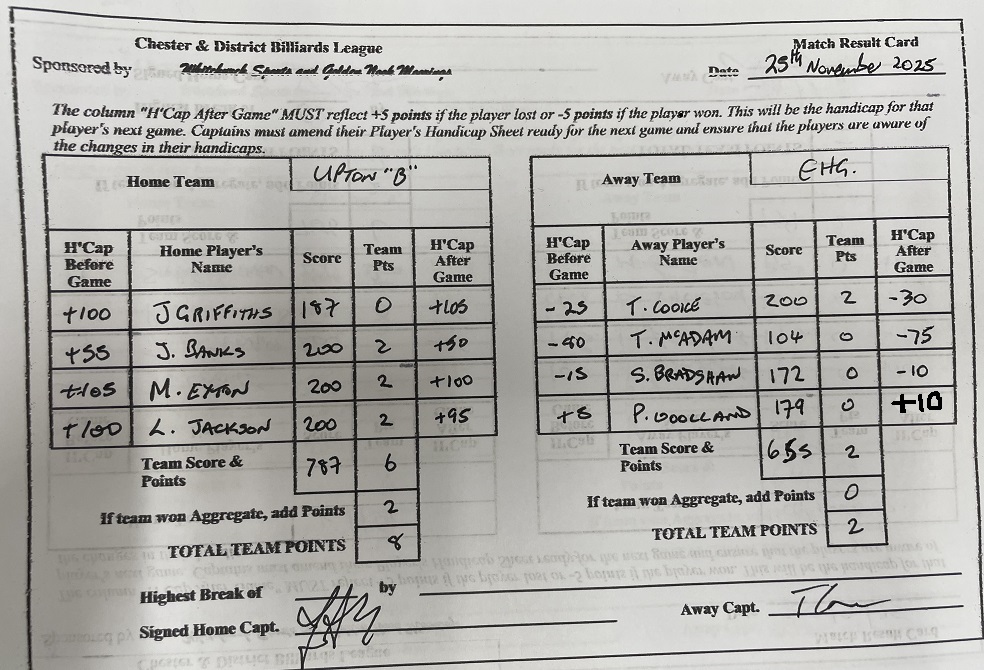 Chester & District Billiards League
Match Result Card
Sponsored by Whitchurch Sports and Golden Nook Moorings
Date 25th November 2025
The column "H'Cap After Game" MUST reflect +5 points if the player lost or -5 points if the player won. This will be the handicap for that
player's next game. Captains must amend their Player's Handicap Sheet ready for the next game and ensure that the players are aware of
the changes in their handicaps.
Home Team UPTON "B"
H'Cap Before Game Home Player's Name Score Team Pts H'Cap After Game
+100 J GRIFFITHS 187 0 +105
+55 J. BANKS 200 2 +50
+105 M. EYTON 200 2 +100
+100 L. JACKSON 200 2 +95
Team Score & Points 787 6
If team won Aggregate, add Points 2
TOTAL TEAM POINTS 8
Away Team EHG.
H'Cap Before Game Away Player's Name Score Team Pts H'Cap After Game
-25 T. COOKE 200 2 -30
-80 T. McADAM 104 0 -75
-15 S. BRADSHAW 172 0 -10
+5 P. WOOLLAND 179 0 +10
Team Score & Points 655 2
If team won Aggregate, add Points 0
TOTAL TEAM POINTS 2
Highest Break of by
Signed Home Capt.
Away Capt.